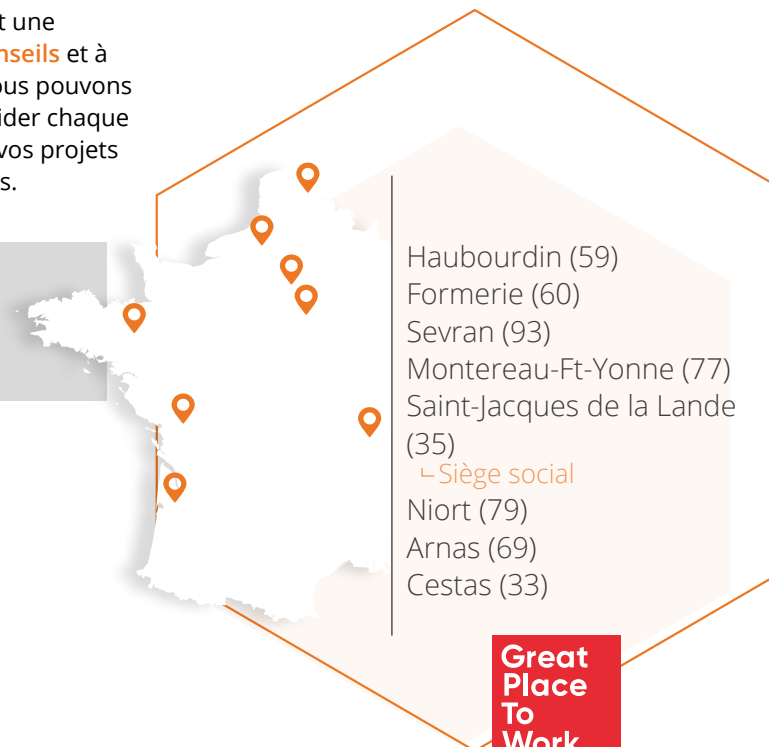 t une
nseils et à
ous pouvons
ider chaque
vos projets
s.
Haubourdin (59)
Formerie (60)
Sevran (93)
Montereau-Ft-Yonne (77)
Saint-Jacques de la Lande
(35)
Siège social
Niort (79)
Arnas (69)
Cestas (33)
Great
Place
To
Work